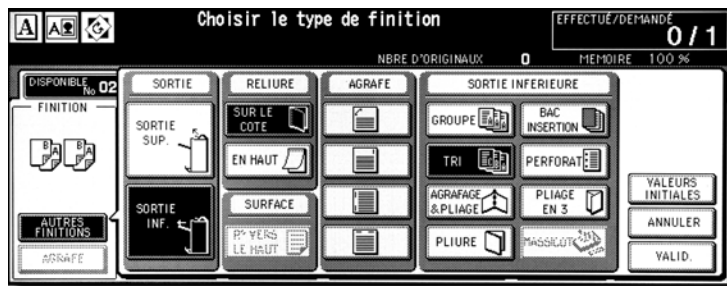 A A Choisir le type de finition EFFECTUÉ/DEMANDÉ
0 / 1
NBRE D'ORIGINAUX 0 MEMOIRE 100 %
DISPONIBLE
No 02
FINITION
B A B A
AUTRES
FINITIONS
AGRAFE
SORTIE
SORTIE
SUP.
SORTIE
INF.
RELIURE
SUR LE
COTE
EN HAUT
SURFACE
Rº VERS
LE HAUT
AGRAFE
SORTIE INFERIEURE
GROUPE
BAC
INSERTION
TRI
PERFORAT
AGRAFAGE
&PLIAGE
PLIAGE
EN 3
PLIURE
MASSICOT
VALEURS
INITIALES
ANNULER
VALID.